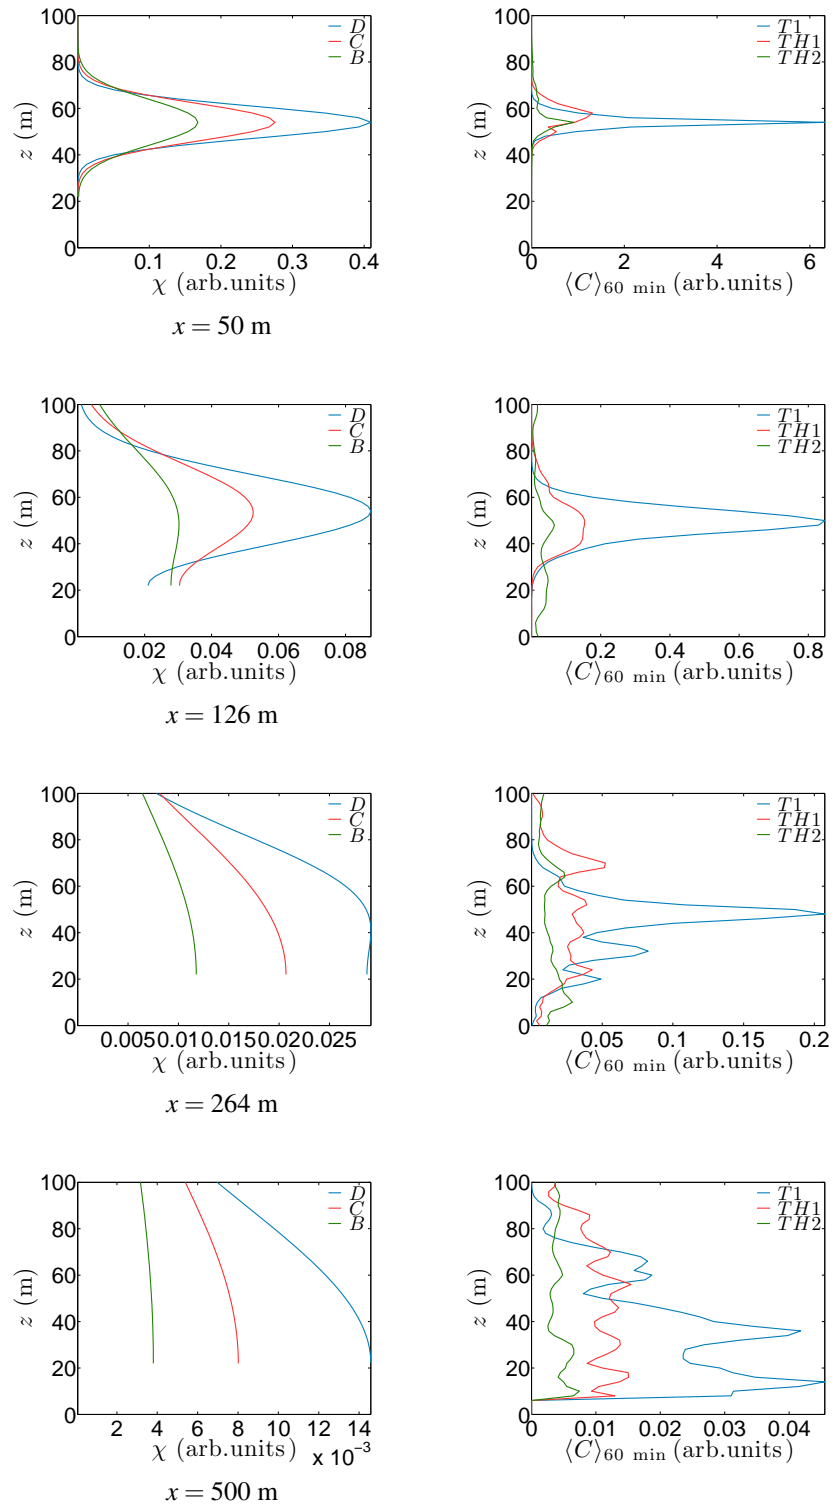 100
80
60
40
20
0
z (m)
0.1 0.2 0.3 0.4
χ (arb.units)
D
C
B
100
80
60
40
20
0
z (m)
0 2 4 6
⟨C⟩60 min (arb.units)
T1
TH1
TH2
x = 50 m
100
80
60
40
20
0
z (m)
0.02 0.04 0.06 0.08
χ (arb.units)
D
C
B
100
80
60
40
20
0
z (m)
0.2 0.4 0.6 0.8
⟨C⟩60 min (arb.units)
T1
TH1
TH2
x = 126 m
100
80
60
40
20
0
z (m)
0.005 0.010 0.015 0.020 0.025
χ (arb.units)
D
C
B
100
80
60
40
20
0
z (m)
0.05 0.1 0.15 0.2
⟨C⟩60 min (arb.units)
T1
TH1
TH2
x = 264 m
100
80
60
40
20
0
z (m)
2 4 6 8 10 12 14
x 10⁻³
χ (arb.units)
D
C
B
100
80
60
40
20
0
z (m)
0 0.01 0.02 0.03 0.04
⟨C⟩60 min (arb.units)
T1
TH1
TH2
x = 500 m